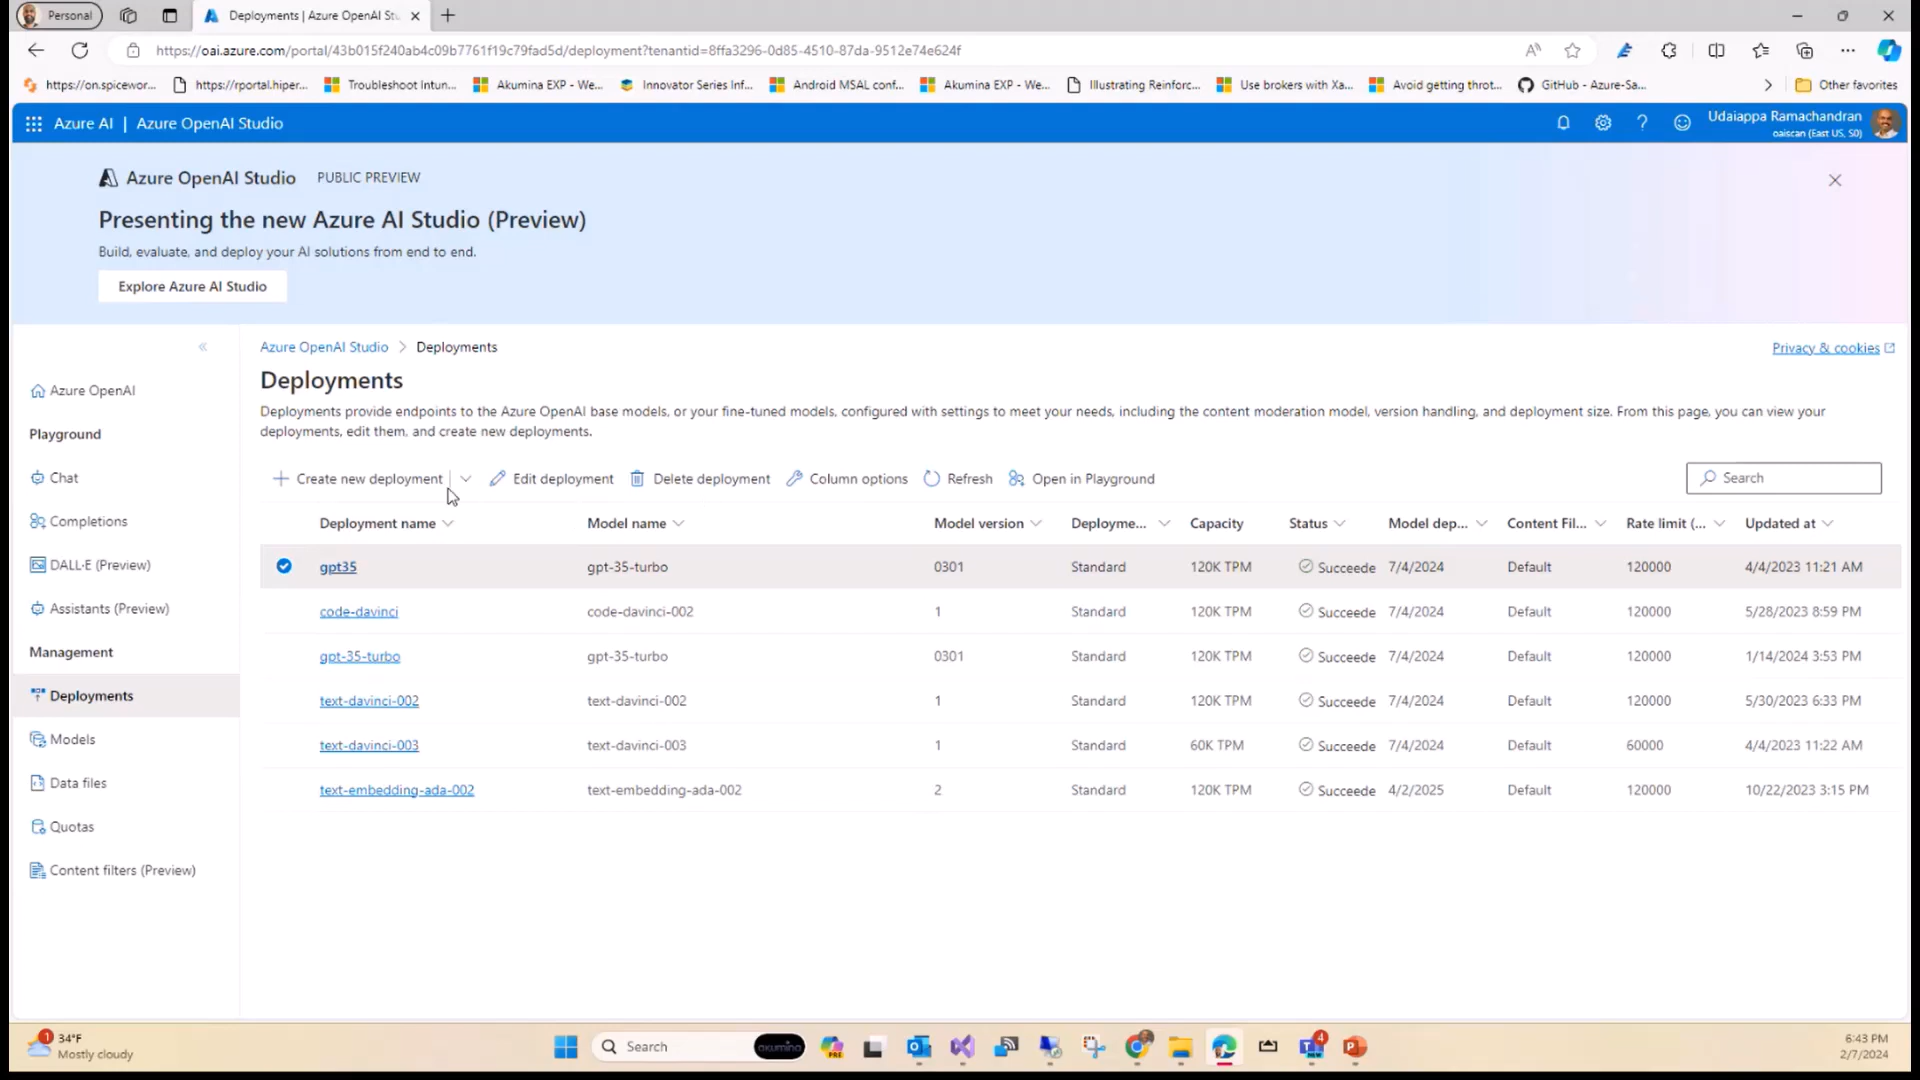 Personal
Deployments | Azure OpenAI Stu
https://oai.azure.com/portal/43b015f240ab4c09b7761f19c79fad5d/deployment?tenantid=8ffa3296-0d85-4510-87da-9512e74e624f
https://on.spicewor... https://rportal.hiper... Troubleshoot Intun... Akumina EXP - We... Innovator Series Inf... Android MSAL conf... Akumina EXP - We... Illustrating Reinforc... Use brokers with Xa... Avoid getting throt... GitHub - Azure-Sa... Other favorites
Azure AI | Azure OpenAI Studio
Udaiappa Ramachandran
oaiscan (East US, S0)
Azure OpenAI Studio PUBLIC PREVIEW
Presenting the new Azure AI Studio (Preview)
Build, evaluate, and deploy your AI solutions from end to end.
Explore Azure AI Studio
Azure OpenAI
Playground
Chat
Completions
DALL·E (Preview)
Assistants (Preview)
Management
Deployments
Models
Data files
Quotas
Content filters (Preview)
Azure OpenAI Studio > Deployments
Privacy & cookies
Deployments
Deployments provide endpoints to the Azure OpenAI base models, or your fine-tuned models, configured with settings to meet your needs, including the content moderation model, version handling, and deployment size. From this page, you can view your
deployments, edit them, and create new deployments.
Create new deployment Edit deployment Delete deployment Column options Refresh Open in Playground Search
Deployment name Model name Model version Deployme... Capacity Status Model dep... Content Fil... Rate limit (... Updated at
gpt35 gpt-35-turbo 0301 Standard 120K TPM Succeede 7/4/2024 Default 120000 4/4/2023 11:21 AM
code-davinci code-davinci-002 1 Standard 120K TPM Succeede 7/4/2024 Default 120000 5/28/2023 8:59 PM
gpt-35-turbo gpt-35-turbo 0301 Standard 120K TPM Succeede 7/4/2024 Default 120000 1/14/2024 3:53 PM
text-davinci-002 text-davinci-002 1 Standard 120K TPM Succeede 7/4/2024 Default 120000 5/30/2023 6:33 PM
text-davinci-003 text-davinci-003 1 Standard 60K TPM Succeede 7/4/2024 Default 60000 4/4/2023 11:22 AM
text-embedding-ada-002 text-embedding-ada-002 2 Standard 120K TPM Succeede 4/2/2025 Default 120000 10/22/2023 3:15 PM
1
34°F
Mostly cloudy
Search
akumina
PRE
NEW
4
6:43 PM
2/7/2024